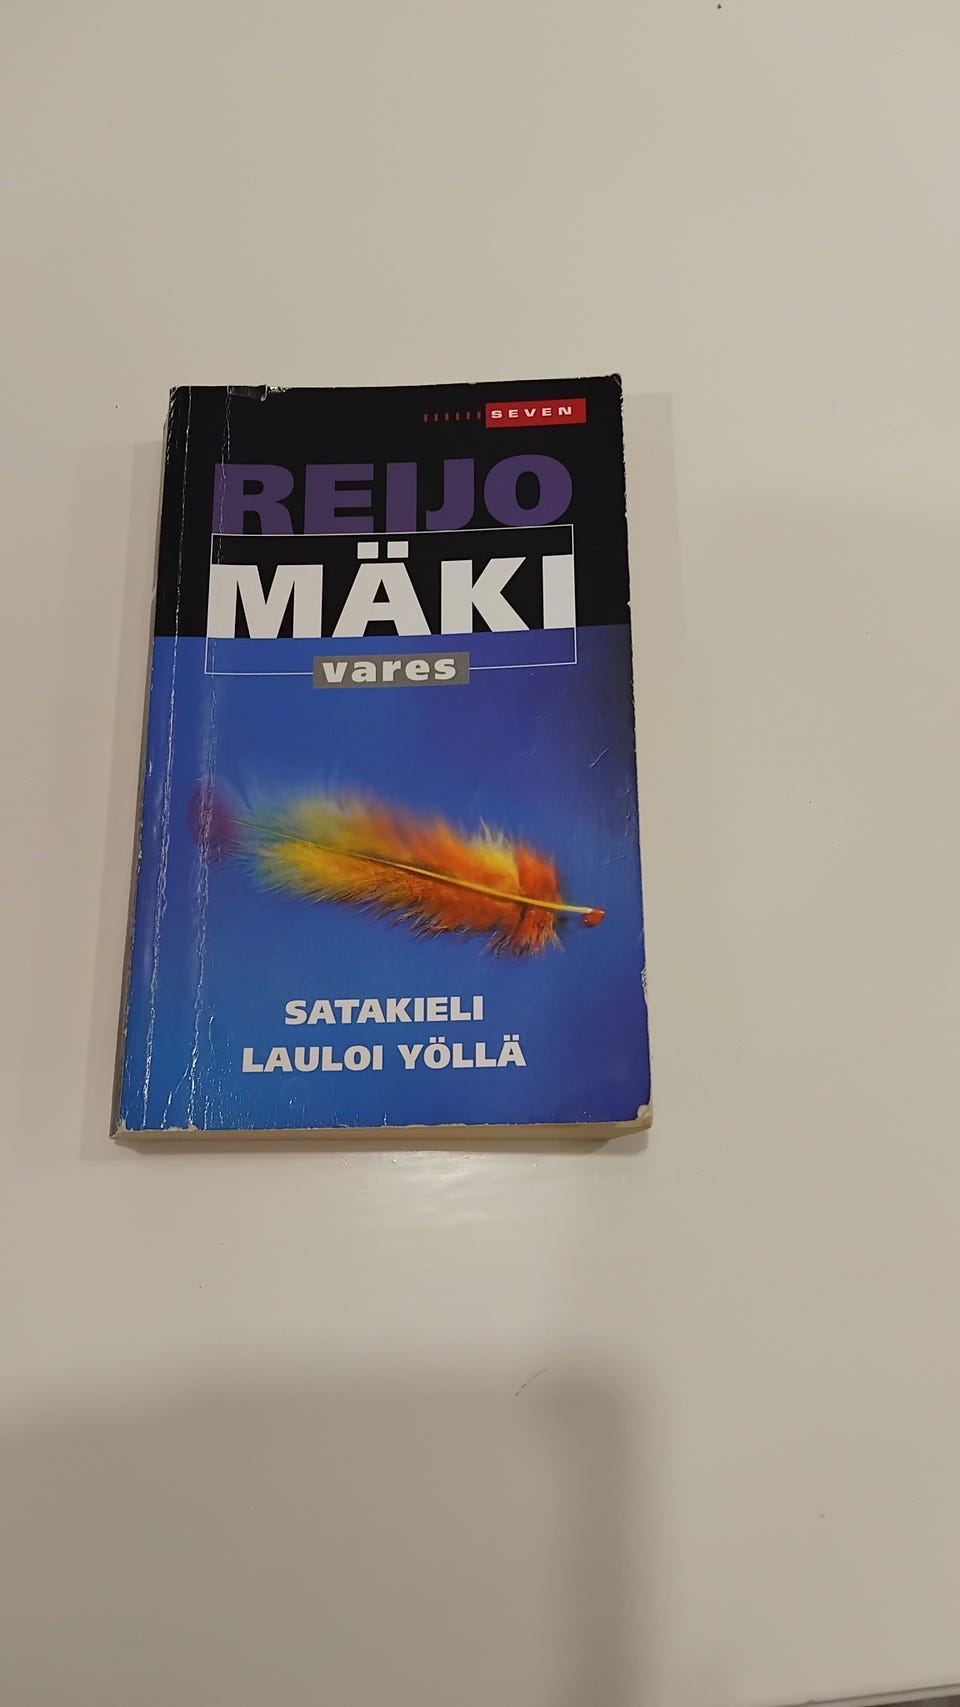 SEVEN
REIJO
MÄKI
vares
SATAKIELI
LAULOI YÖLLÄ